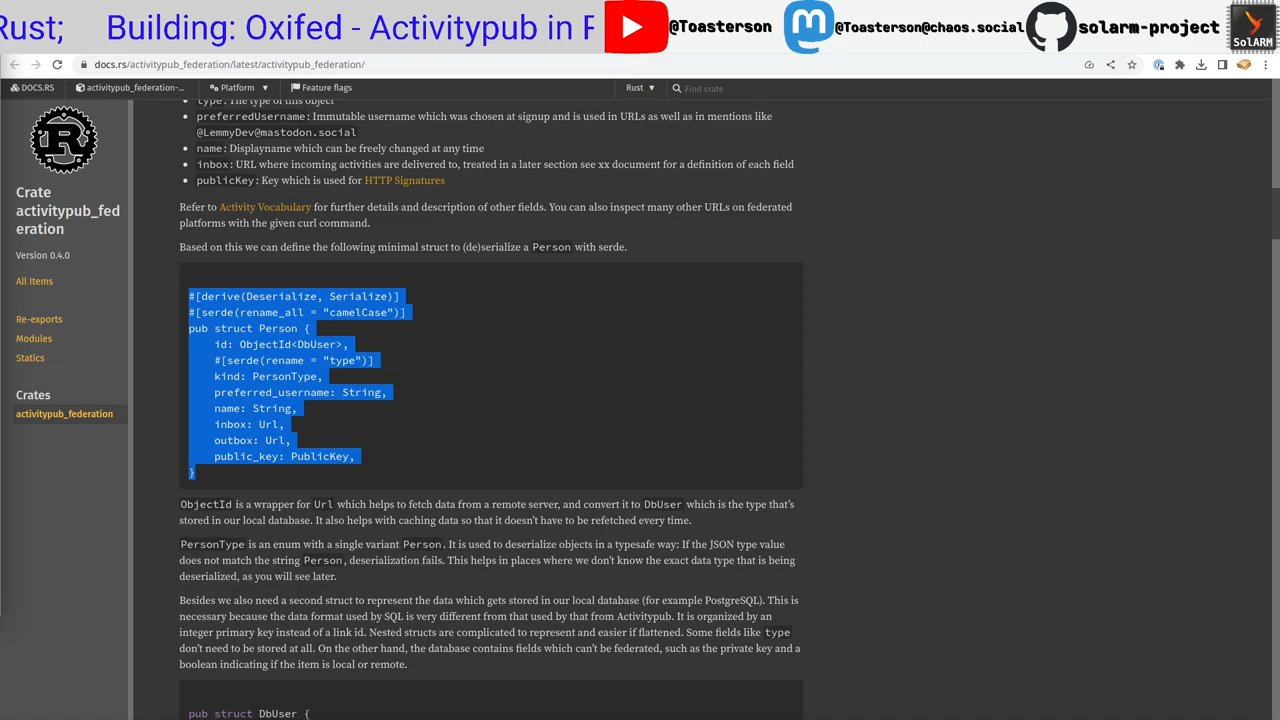 Rust;    Building: Oxifed - Activitypub in
@Toasterson
@Toasterson@chaos.social
solarm-project
SolARM
docs.rs/activitypub_federation/latest/activitypub_federation/
DOCS.RS
activitypub_federation-...
Platform
Feature flags
Rust
Find crate
type: The type of this object
preferredUsername: Immutable username which was chosen at signup and is used in URLs as well as in mentions like
@LemmyDev@mastodon.social
name: Displayname which can be freely changed at any time
inbox: URL where incoming activities are delivered to, treated in a later section see xx document for a definition of each field
publicKey: Key which is used for HTTP Signatures
Refer to Activity Vocabulary for further details and description of other fields. You can also inspect many other URLs on federated
platforms with the given curl command.
Based on this we can define the following minimal struct to (de)serialize a Person with serde.
#[derive(Deserialize, Serialize)]
#[serde(rename_all = "camelCase")]
pub struct Person {
    id: ObjectId<DbUser>,
    #[serde(rename = "type")]
    kind: PersonType,
    preferred_username: String,
    name: String,
    inbox: Url,
    outbox: Url,
    public_key: PublicKey,
}
ObjectId is a wrapper for Url which helps to fetch data from a remote server, and convert it to DbUser which is the type that's
stored in our local database. It also helps with caching data so that it doesn't have to be refetched every time.
PersonType is an enum with a single variant Person. It is used to deserialize objects in a typesafe way: If the JSON type value
does not match the string Person, deserialization fails. This helps in places where we don't know the exact data type that is being
deserialized, as you will see later.
Besides we also need a second struct to represent the data which gets stored in our local database (for example PostgreSQL). This is
necessary because the data format used by SQL is very different from that used by that from Activitypub. It is organized by an
integer primary key instead of a link id. Nested structs are complicated to represent and easier if flattened. Some fields like type
don't need to be stored at all. On the other hand, the database contains fields which can't be federated, such as the private key and a
boolean indicating if the item is local or remote.
pub struct DbUser {
Crate
activitypub_fed
eration
Version 0.4.0
All Items
Re-exports
Modules
Statics
Crates
activitypub_federation